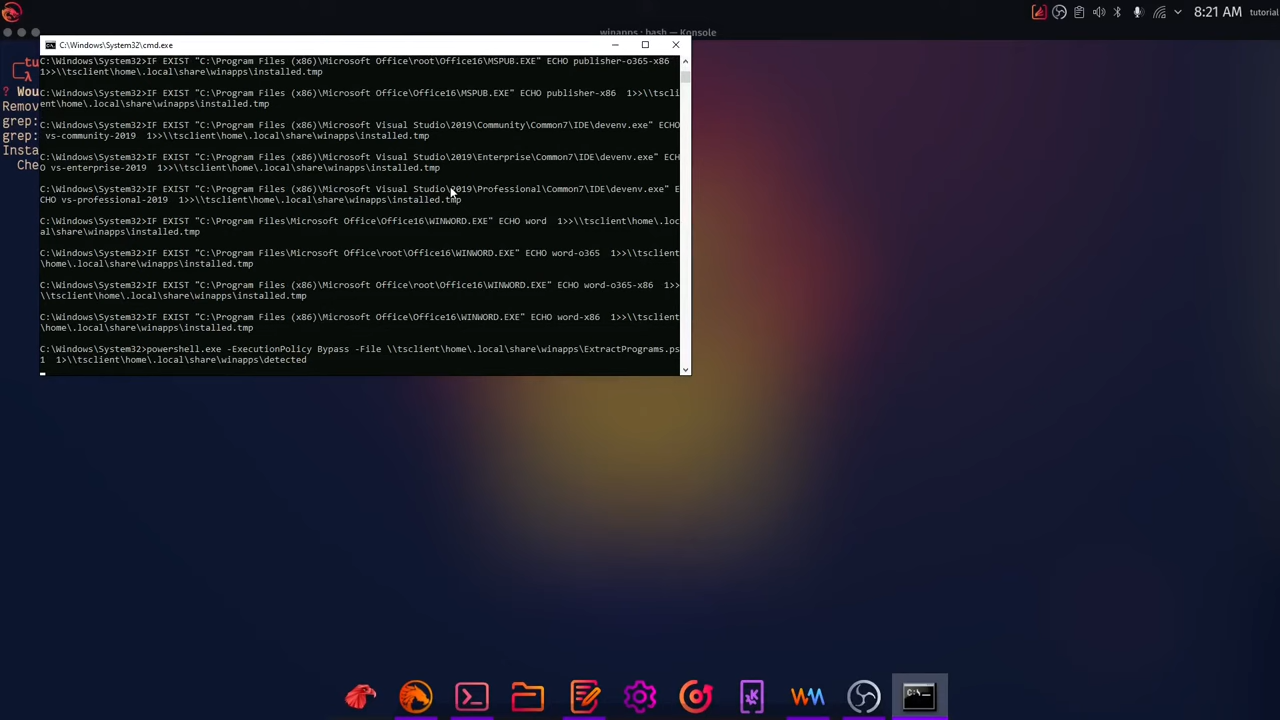 8:21 AM
tutorial
winapps : bash — Konsole
C:\Windows\System32\cmd.exe
tu
λ
? Wou
Remov
grep:
grep:
Insta
Che
C:\Windows\System32>IF EXIST "C:\Program Files (x86)\Microsoft Office\root\Office16\MSPUB.EXE" ECHO publisher-o365-x86
1>>\\tsclient\home\.local\share\winapps\installed.tmp
C:\Windows\System32>IF EXIST "C:\Program Files (x86)\Microsoft Office\Office16\MSPUB.EXE" ECHO publisher-x86  1>>\\tscli
ent\home\.local\share\winapps\installed.tmp
C:\Windows\System32>IF EXIST "C:\Program Files (x86)\Microsoft Visual Studio\2019\Community\Common7\IDE\devenv.exe" ECHO
 vs-community-2019  1>>\\tsclient\home\.local\share\winapps\installed.tmp
C:\Windows\System32>IF EXIST "C:\Program Files (x86)\Microsoft Visual Studio\2019\Enterprise\Common7\IDE\devenv.exe" ECH
O vs-enterprise-2019  1>>\\tsclient\home\.local\share\winapps\installed.tmp
C:\Windows\System32>IF EXIST "C:\Program Files (x86)\Microsoft Visual Studio\2019\Professional\Common7\IDE\devenv.exe" E
CHO vs-professional-2019  1>>\\tsclient\home\.local\share\winapps\installed.tmp
C:\Windows\System32>IF EXIST "C:\Program Files\Microsoft Office\Office16\WINWORD.EXE" ECHO word  1>>\\tsclient\home\.loc
al\share\winapps\installed.tmp
C:\Windows\System32>IF EXIST "C:\Program Files\Microsoft Office\root\Office16\WINWORD.EXE" ECHO word-o365  1>>\\tsclient
\home\.local\share\winapps\installed.tmp
C:\Windows\System32>IF EXIST "C:\Program Files (x86)\Microsoft Office\root\Office16\WINWORD.EXE" ECHO word-o365-x86  1>>
\\tsclient\home\.local\share\winapps\installed.tmp
C:\Windows\System32>IF EXIST "C:\Program Files (x86)\Microsoft Office\Office16\WINWORD.EXE" ECHO word-x86  1>>\\tsclient
\home\.local\share\winapps\installed.tmp
C:\Windows\System32>powershell.exe -ExecutionPolicy Bypass -File \\tsclient\home\.local\share\winapps\ExtractPrograms.ps
1  1>\\tsclient\home\.local\share\winapps\detected